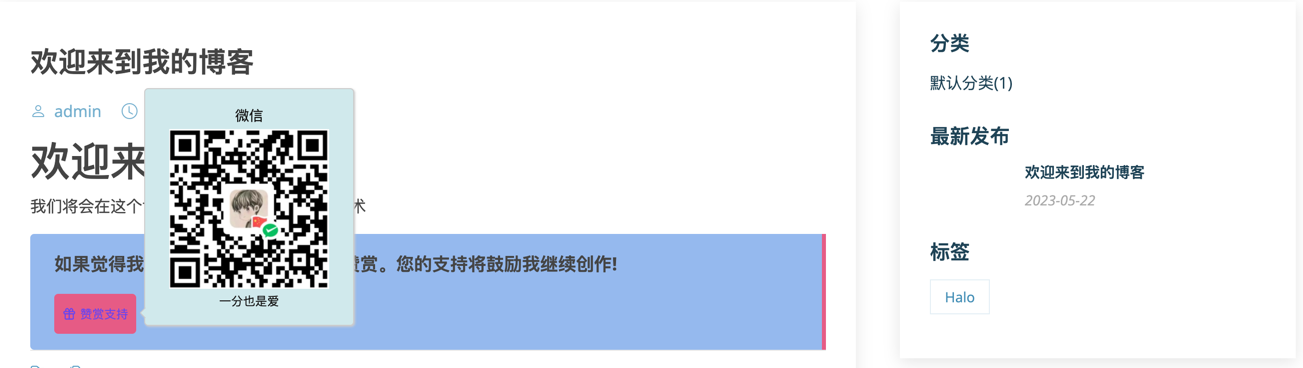 欢迎来到我的博客
admin
微信
欢迎来
我们将会在这个
术
如果觉得我
赏。您的支持将鼓励我继续创作!
赞赏支持
一分也是爱
分类
默认分类(1)
最新发布
欢迎来到我的博客
2023-05-22
标签
Halo